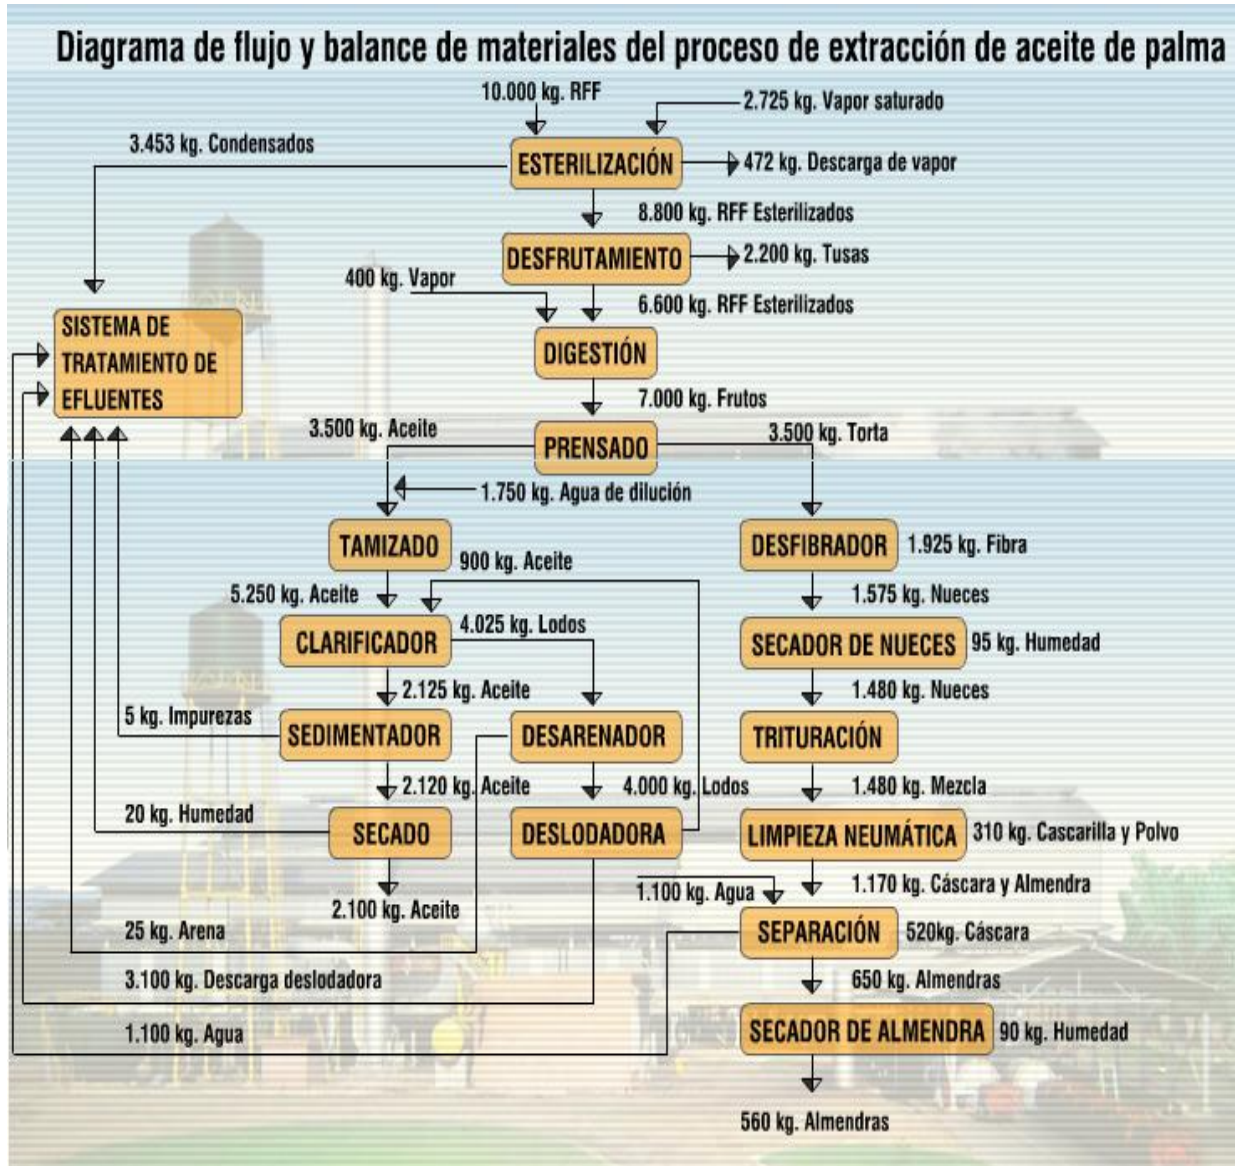 Diagrama de flujo y balance de materiales del proceso de extracción de aceite de palma
10.000 kg. RFF
2.725 kg. Vapor saturado
3.453 kg. Condensados
ESTERILIZACIÓN
472 kg. Descarga de vapor
8.800 kg. RFF Esterilizados
DESFRUTAMIENTO
2.200 kg. Tusas
400 kg. Vapor
6.600 kg. RFF Esterilizados
SISTEMA DE
TRATAMIENTO DE
EFLUENTES
DIGESTIÓN
7.000 kg. Frutos
3.500 kg. Aceite
PRENSADO
3.500 kg. Torta
1.750 kg. Agua de dilución
TAMIZADO
900 kg. Aceite
DESFIBRADOR
1.925 kg. Fibra
5.250 kg. Aceite
1.575 kg. Nueces
CLARIFICADOR
4.025 kg. Lodos
SECADOR DE NUECES
95 kg. Humedad
2.125 kg. Aceite
1.480 kg. Nueces
5 kg. Impurezas
SEDIMENTADOR
DESARENADOR
TRITURACIÓN
2.120 kg. Aceite
4.000 kg. Lodos
1.480 kg. Mezcla
20 kg. Humedad
SECADO
DESLODADORA
LIMPIEZA NEUMÁTICA
310 kg. Cascarilla y Polvo
1.100 kg. Agua
1.170 kg. Cáscara y Almendra
2.100 kg. Aceite
25 kg. Arena
SEPARACIÓN
520kg. Cáscara
3.100 kg. Descarga deslodadora
650 kg. Almendras
1.100 kg. Agua
SECADOR DE ALMENDRA
90 kg. Humedad
560 kg. Almendras